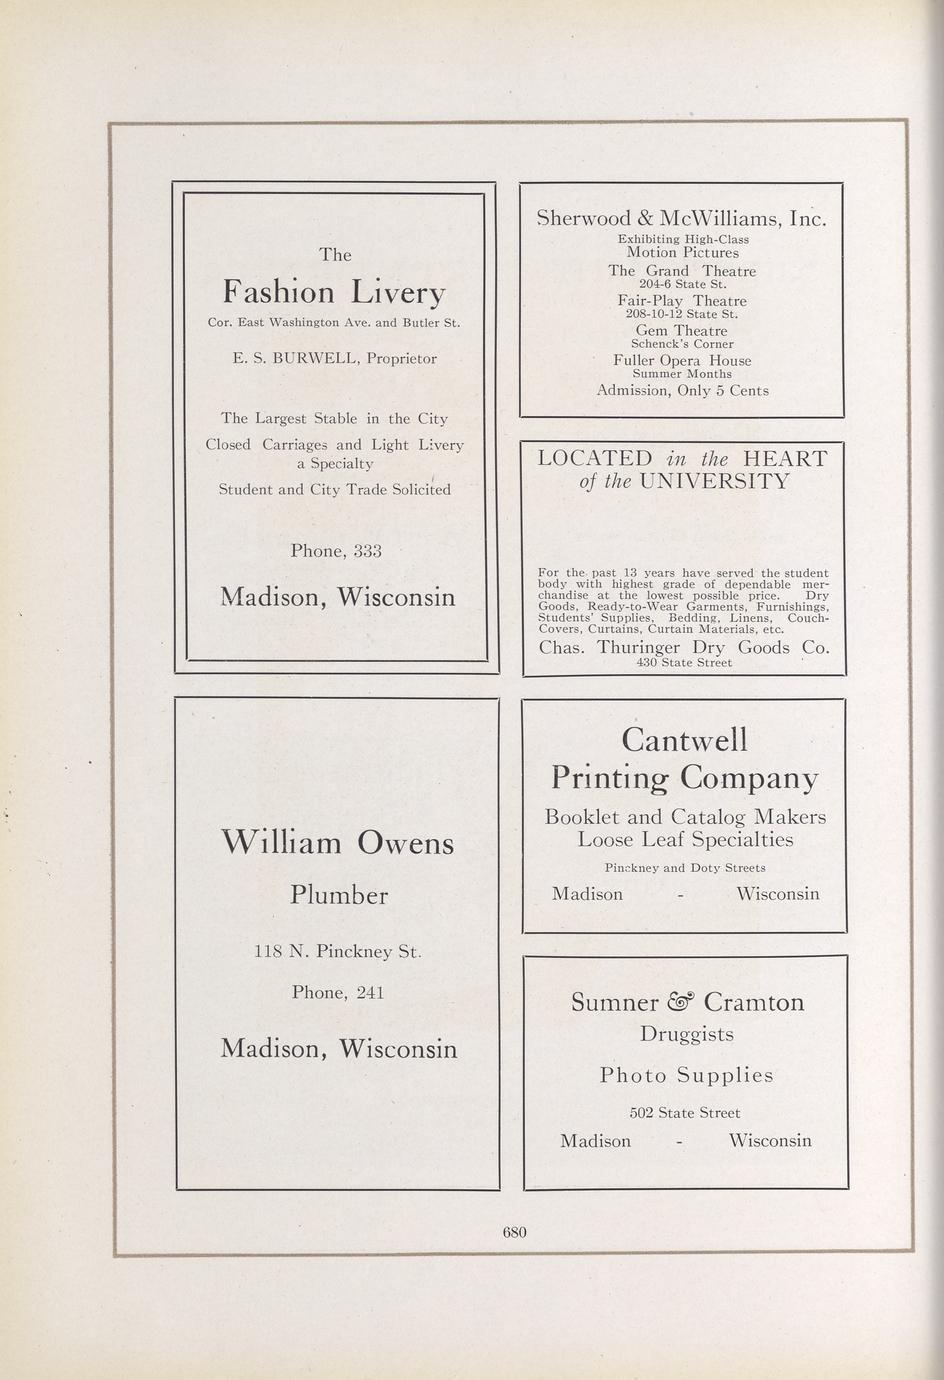 The
Fashion Livery
Cor. East Washington Ave. and Butler St.
E. S. BURWELL, Proprietor
The Largest Stable in the City
Closed Carriages and Light Livery
a Specialty
Student and City Trade Solicited
Phone, 333
Madison, Wisconsin
William Owens
Plumber
118 N. Pinckney St.
Phone, 241
Madison, Wisconsin
Sherwood & McWilliams, Inc.
Exhibiting High-Class
Motion Pictures
The Grand Theatre
204-6 State St.
Fair-Play Theatre
208-10-12 State St.
Gem Theatre
Schenck's Corner
Fuller Opera House
Summer Months
Admission, Only 5 Cents
LOCATED in the HEART
of the UNIVERSITY
For the past 13 years have served the student
body with highest grade of dependable mer-
chandise at the lowest possible price. Dry
Goods, Ready-to-Wear Garments, Furnishings,
Students' Supplies, Bedding, Linens, Couch-
Covers, Curtains, Curtain Materials, etc.
Chas. Thuringer Dry Goods Co.
430 State Street
Cantwell
Printing Company
Booklet and Catalog Makers
Loose Leaf Specialties
Pinckney and Doty Streets
Madison - Wisconsin
Sumner & Cramton
Druggists
Photo Supplies
502 State Street
Madison - Wisconsin
680